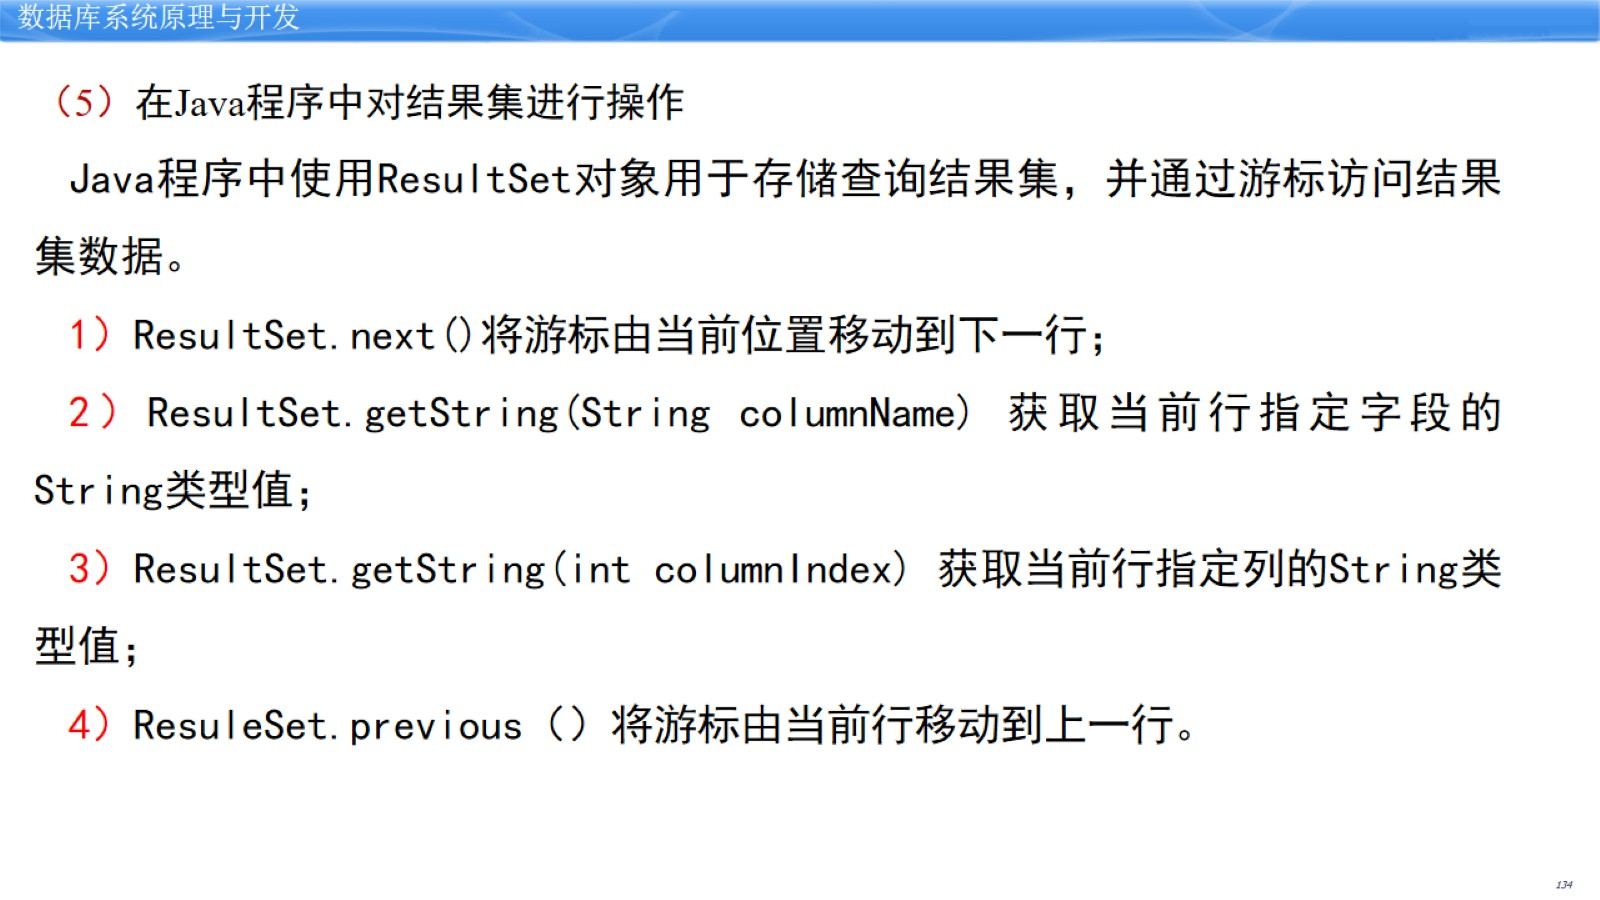 数据库系统原理与开发
（5）在Java程序中对结果集进行操作
Java程序中使用ResultSet对象用于存储查询结果集，并通过游标访问结果
集数据。
1）ResultSet.next()将游标由当前位置移动到下一行；
2）ResultSet.getString(String columnName) 获取当前行指定字段的
String类型值；
3）ResultSet.getString(int columnIndex) 获取当前行指定列的String类
型值；
4）ResuleSet.previous（）将游标由当前行移动到上一行。
134